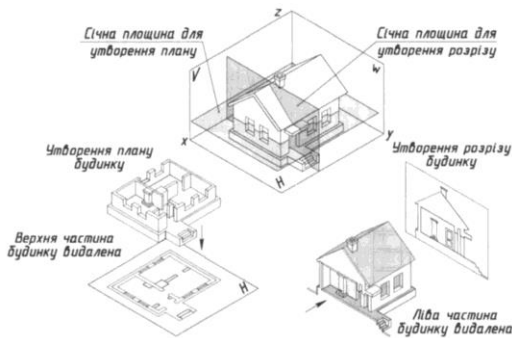 z
Січна площина для
утворення плану
Січна площина для
утворення розрізу
V
W
x
y
H
Утворення плану
будинку
Утворення розрізу
будинку
Верхня частина
будинку видалена
H
Ліва частина
будинку видалена